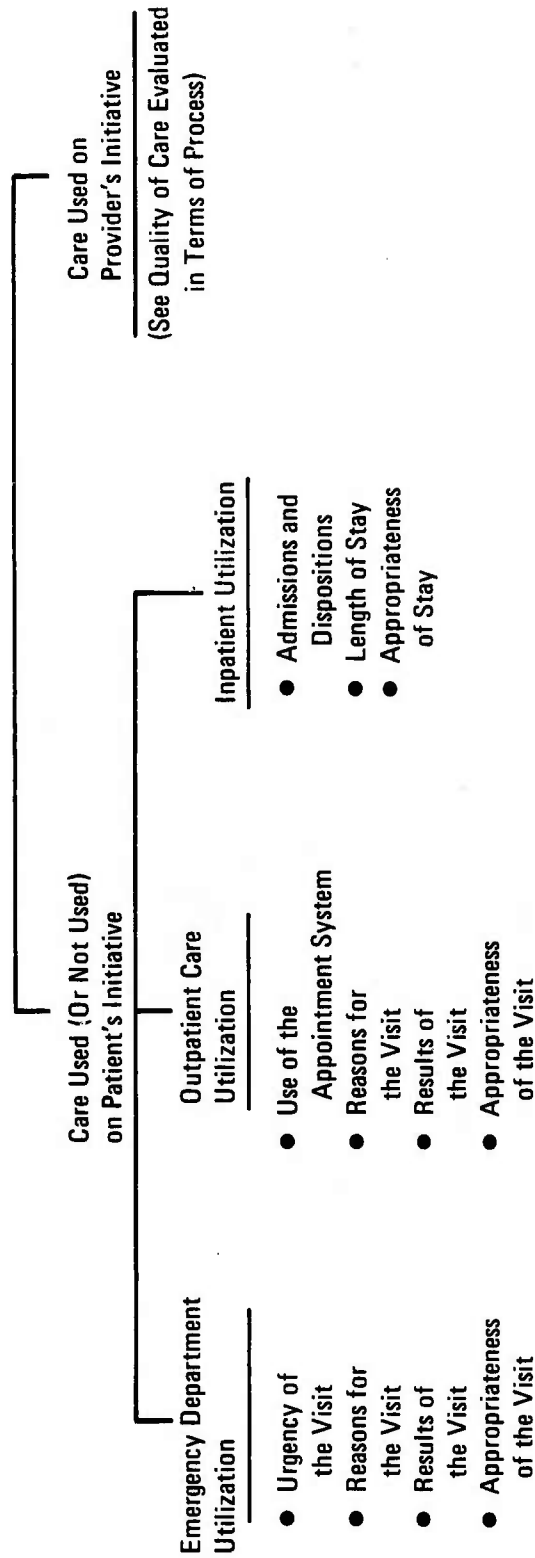 Care Used (Or Not Used)
on Patient's Initiative
Care Used on
Provider's Initiative
(See Quality of Care Evaluated
in Terms of Process)
Emergency Department
Utilization
● Urgency of
the Visit
● Reasons for
the Visit
● Results of
the Visit
● Appropriateness
of the Visit
Outpatient Care
Utilization
● Use of the
Appointment System
● Reasons for
the Visit
● Results of
the Visit
● Appropriateness
of the Visit
Inpatient Utilization
● Admissions and
Dispositions
● Length of Stay
● Appropriateness
of Stay